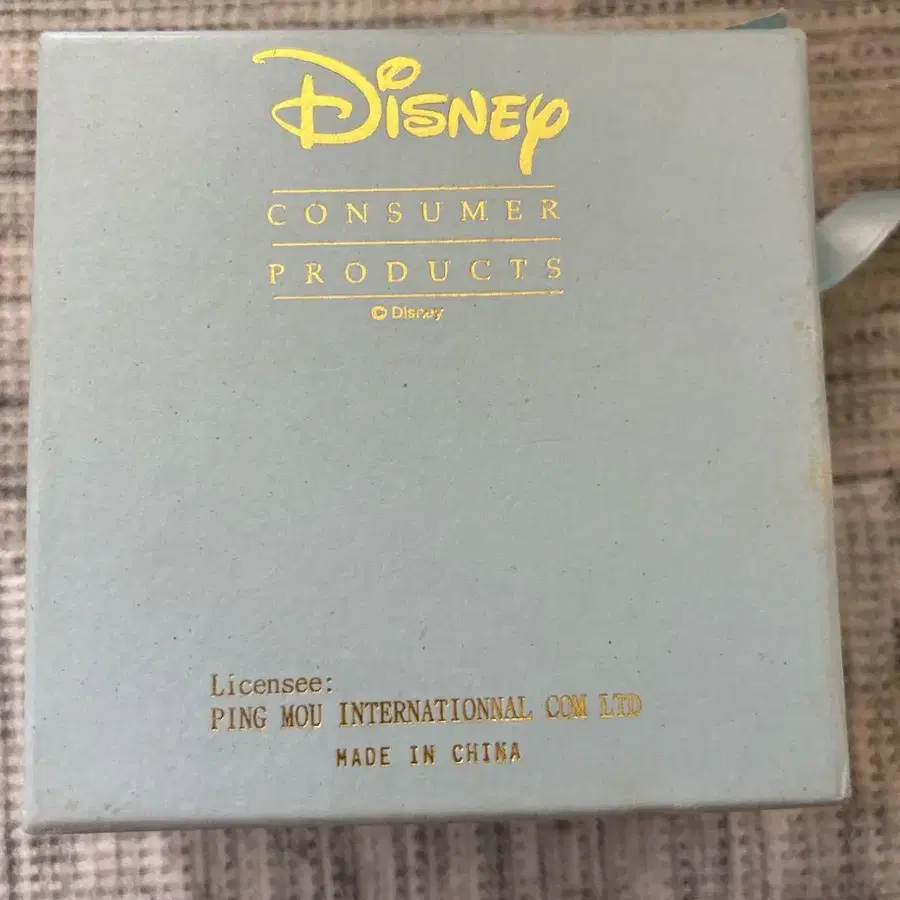 Disney
CONSUMER
PRODUCTS
© Disney
Licensee:
PING MOU INTERNATIONNAL COM LTD
MADE IN CHINA